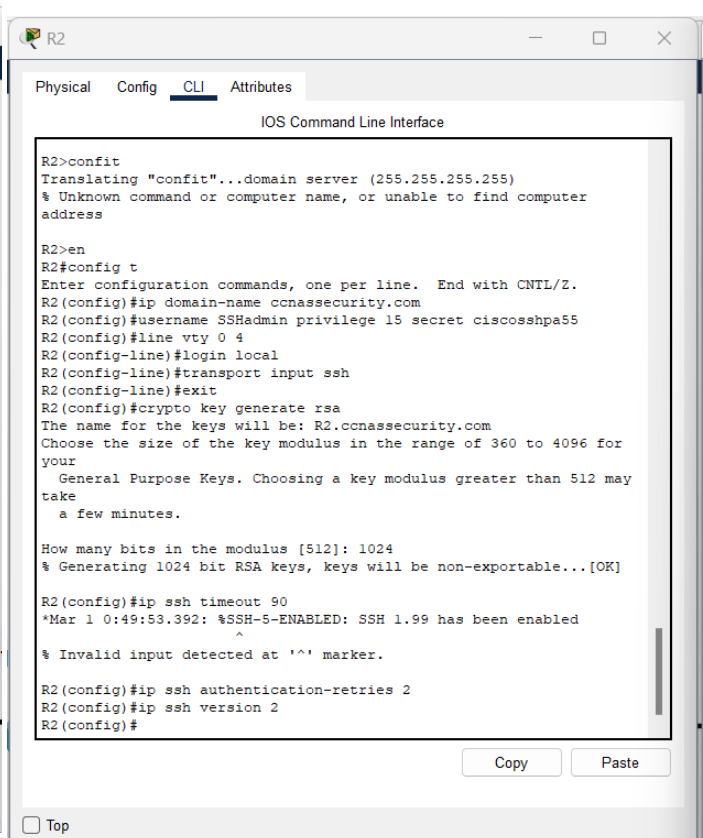 R2
Physical Config CLI Attributes
IOS Command Line Interface
R2>confit
Translating "confit"...domain server (255.255.255.255)
% Unknown command or computer name, or unable to find computer
address
R2>en
R2#config t
Enter configuration commands, one per line.  End with CNTL/Z.
R2(config)#ip domain-name ccnassecurity.com
R2(config)#username SSHadmin privilege 15 secret ciscosshpa55
R2(config)#line vty 0 4
R2(config-line)#login local
R2(config-line)#transport input ssh
R2(config-line)#exit
R2(config)#crypto key generate rsa
The name for the keys will be: R2.ccnassecurity.com
Choose the size of the key modulus in the range of 360 to 4096 for
your
  General Purpose Keys. Choosing a key modulus greater than 512 may
take
  a few minutes.
How many bits in the modulus [512]: 1024
% Generating 1024 bit RSA keys, keys will be non-exportable...[OK]
R2(config)#ip ssh timeout 90
*Mar 1 0:49:53.392: %SSH-5-ENABLED: SSH 1.99 has been enabled
^
% Invalid input detected at '^' marker.
R2(config)#ip ssh authentication-retries 2
R2(config)#ip ssh version 2
R2(config)#
Copy Paste
Top